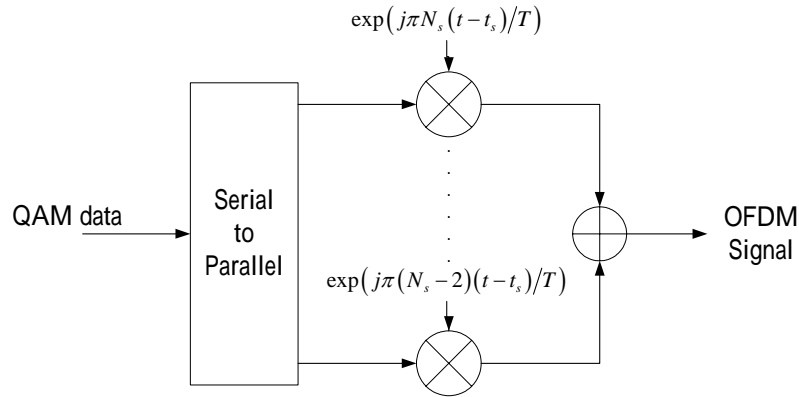 exp(jπN_s(t−t_s)/T)
QAM data
Serial
to
Parallel
OFDM
Signal
exp(jπ(N_s−2)(t−t_s)/T)